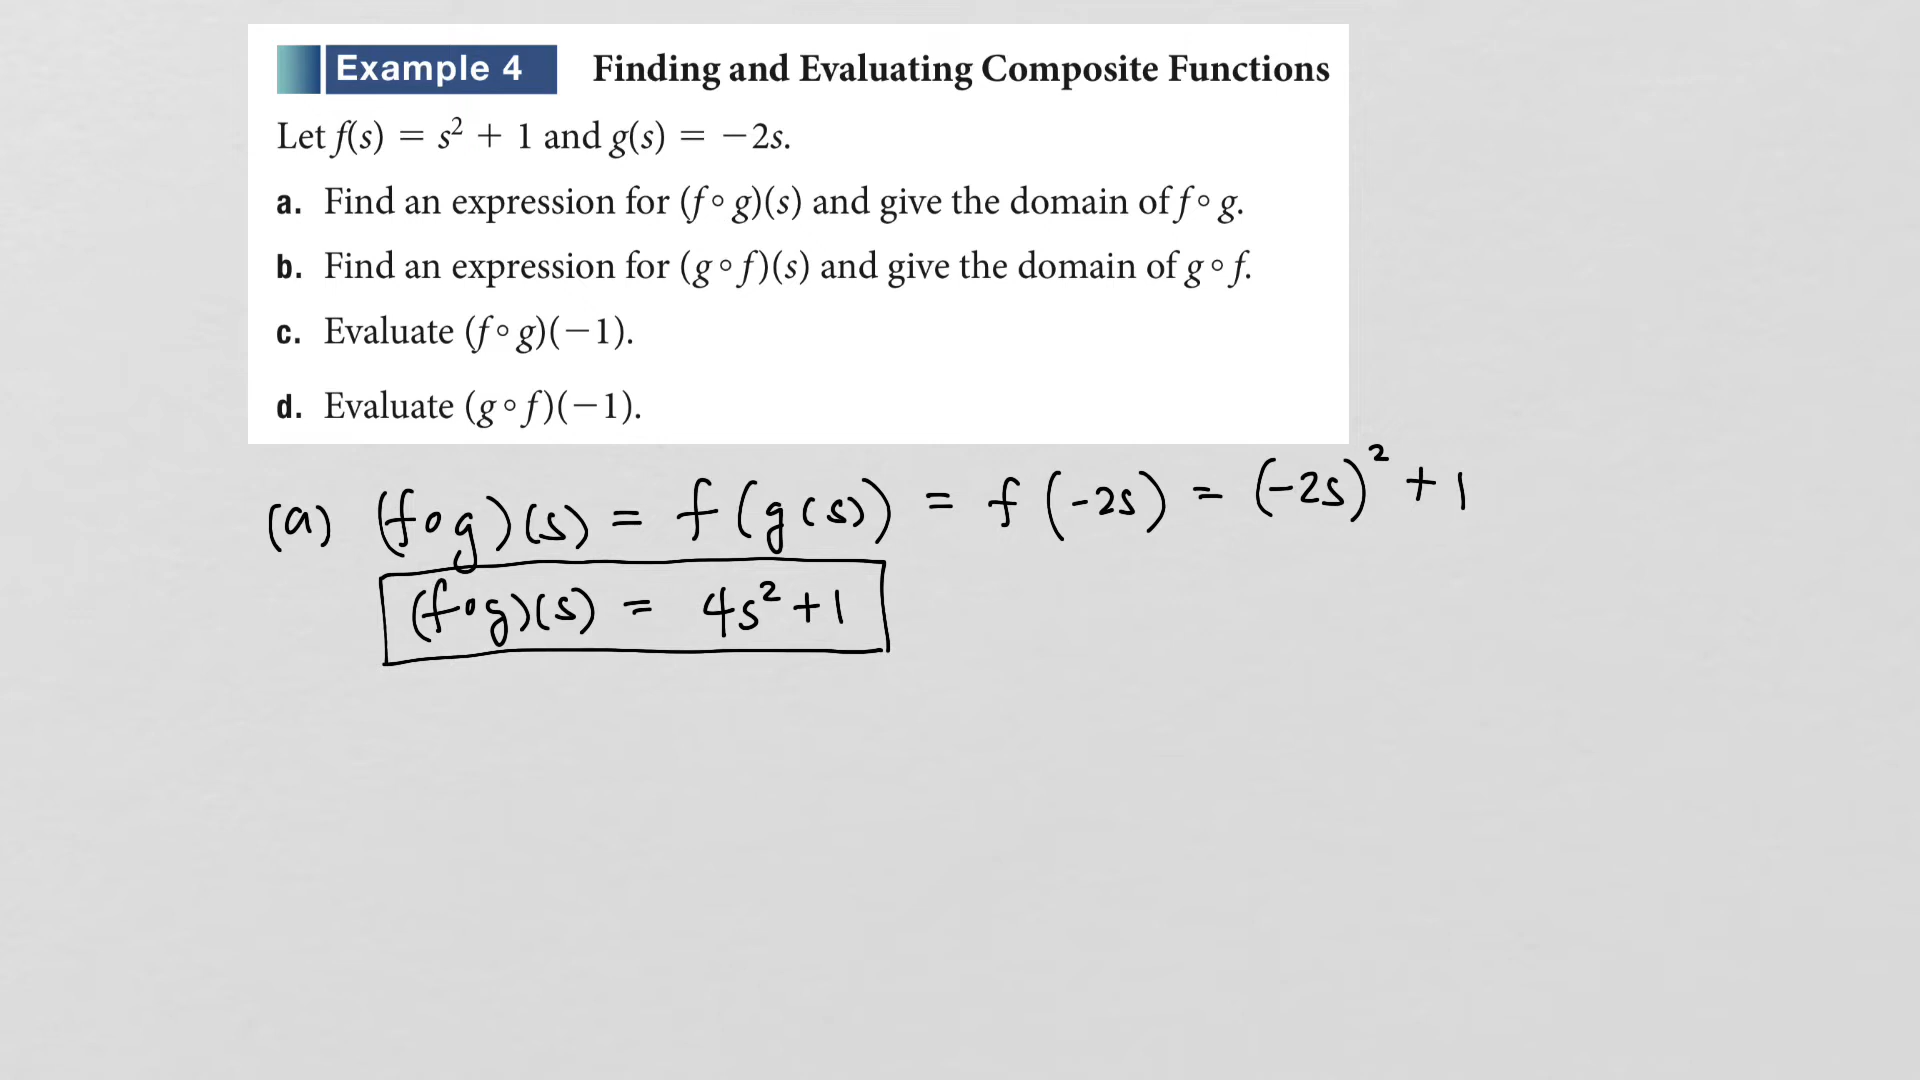 Example 4 Finding and Evaluating Composite Functions
Let f(s) = s² + 1 and g(s) = −2s.
a. Find an expression for (f∘g)(s) and give the domain of f∘g.
b. Find an expression for (g∘f)(s) and give the domain of g∘f.
c. Evaluate (f∘g)(−1).
d. Evaluate (g∘f)(−1).
(a) (f∘g)(s) = f(g(s)) = f(-2s) = (-2s)² + 1
(f∘g)(s) = 4s² + 1